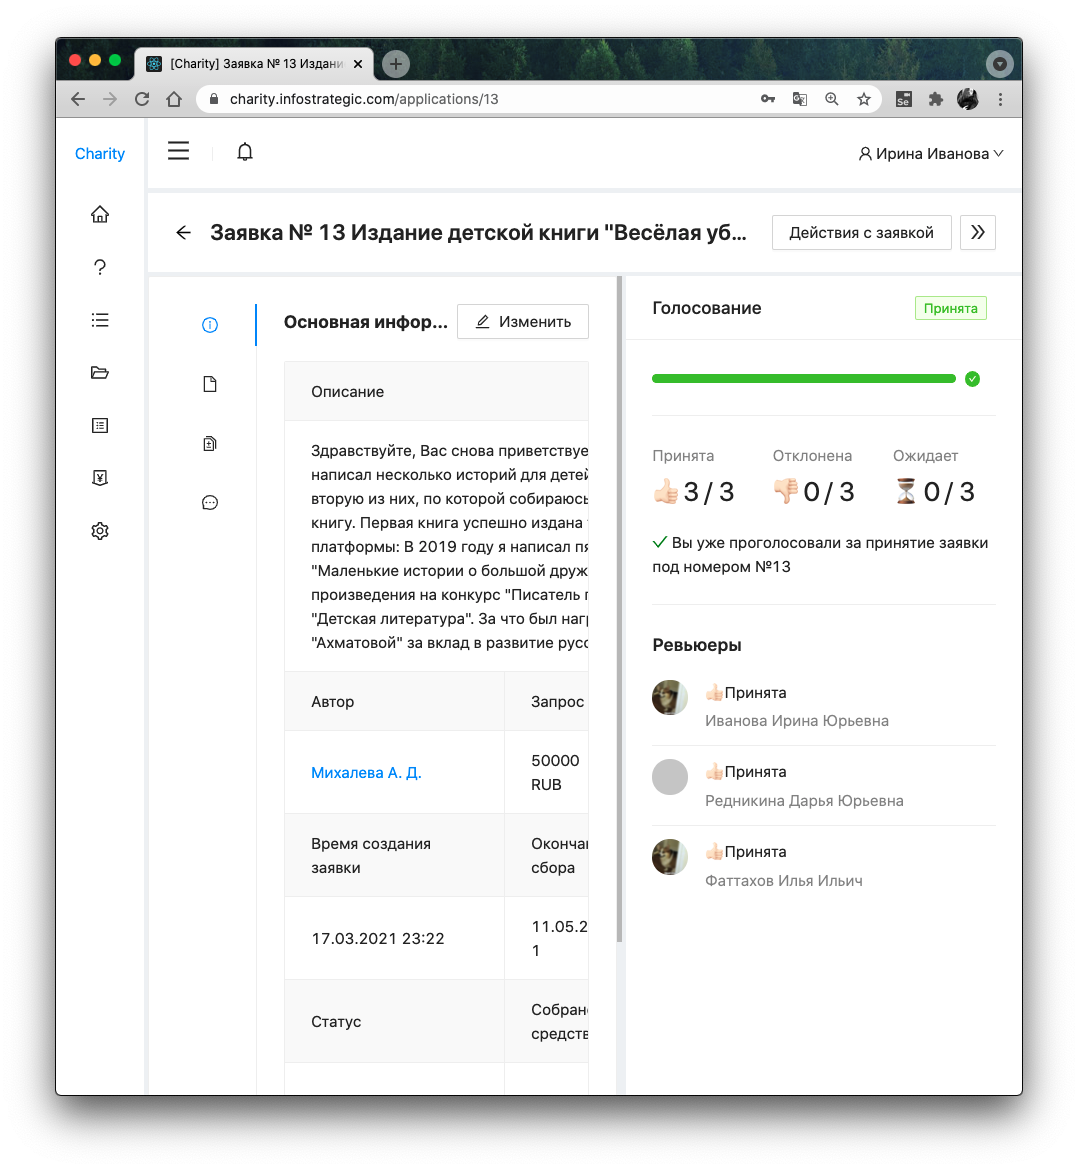 [Charity] Заявка № 13 Издани
charity.infostrategic.com/applications/13
Se
Charity
Ирина Иванова
Заявка № 13 Издание детской книги "Весёлая уб...
Действия с заявкой
Основная инфор...
Изменить
Описание
Здравствуйте, Вас снова приветствуе
написал несколько историй для детей
вторую из них, по которой собираюсь
книгу. Первая книга успешно издана
платформы: В 2019 году я написал пя
"Маленькие истории о большой друж
произведения на конкурс "Писатель
"Детская литература". За что был наг
"Ахматовой" за вклад в развитие русс
Автор
Запрос
Михалева А. Д.
50000
RUB
Время создания
заявки
Окончан
сбора
17.03.2021 23:22
11.05.2
1
Статус
Собран
средств
Голосование
Принята
Принята
Отклонена
Ожидает
3 / 3
0 / 3
0 / 3
Вы уже проголосовали за принятие заявки
под номером №13
Ревьюеры
Принята
Иванова Ирина Юрьевна
Принята
Редникина Дарья Юрьевна
Принята
Фаттахов Илья Ильич